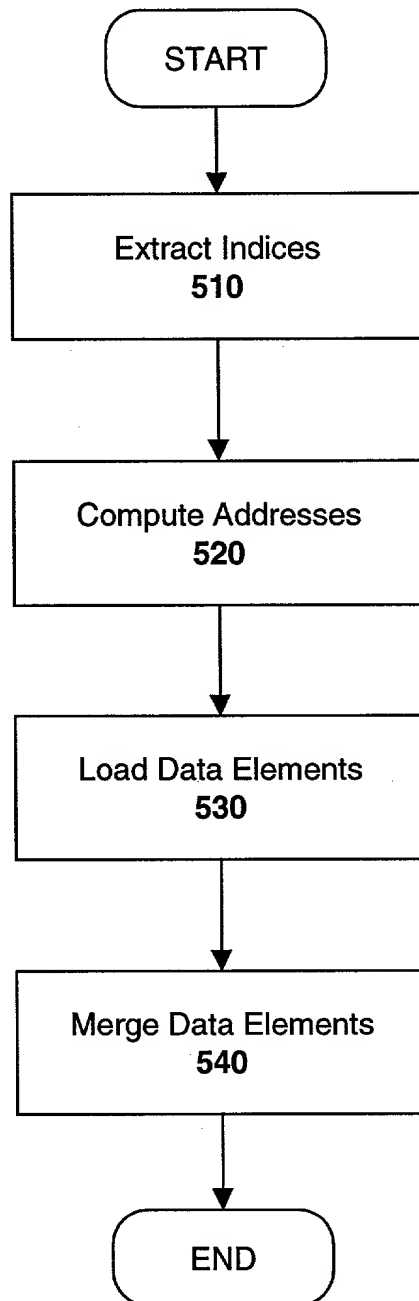 START
Extract Indices
510
Compute Addresses
520
Load Data Elements
530
Merge Data Elements
540
END